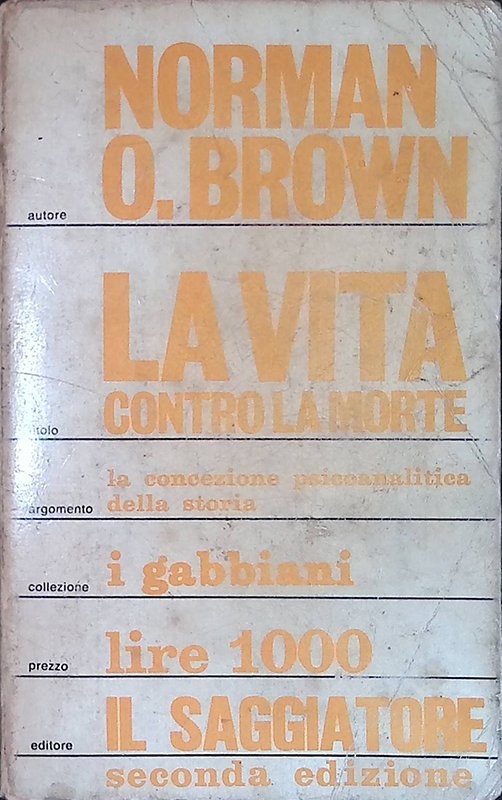 NORMAN
autore O. BROWN
LA VITA
titolo CONTRO LA MORTE
la concezione psicoanalitica
argomento della storia
collezione i gabbiani
prezzo lire 1000
editore IL SAGGIATORE
seconda edizione